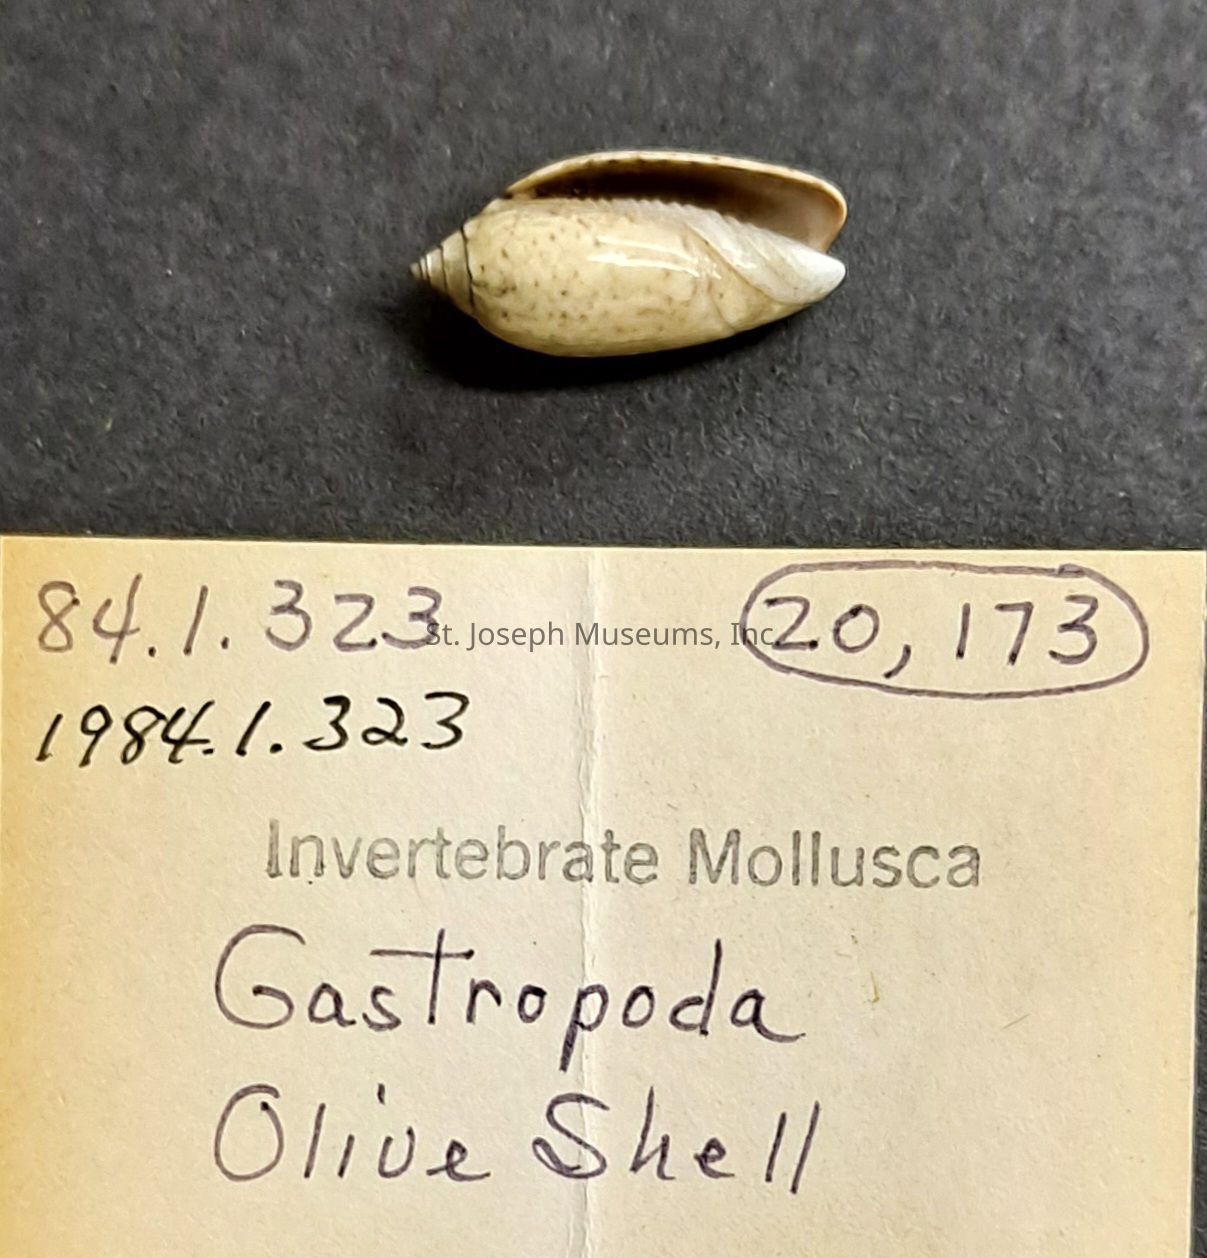 84.1.323
20,173
St. Joseph Museums, Inc.
1984.1.323
Invertebrate Mollusca
Gastropoda
Olive Shell